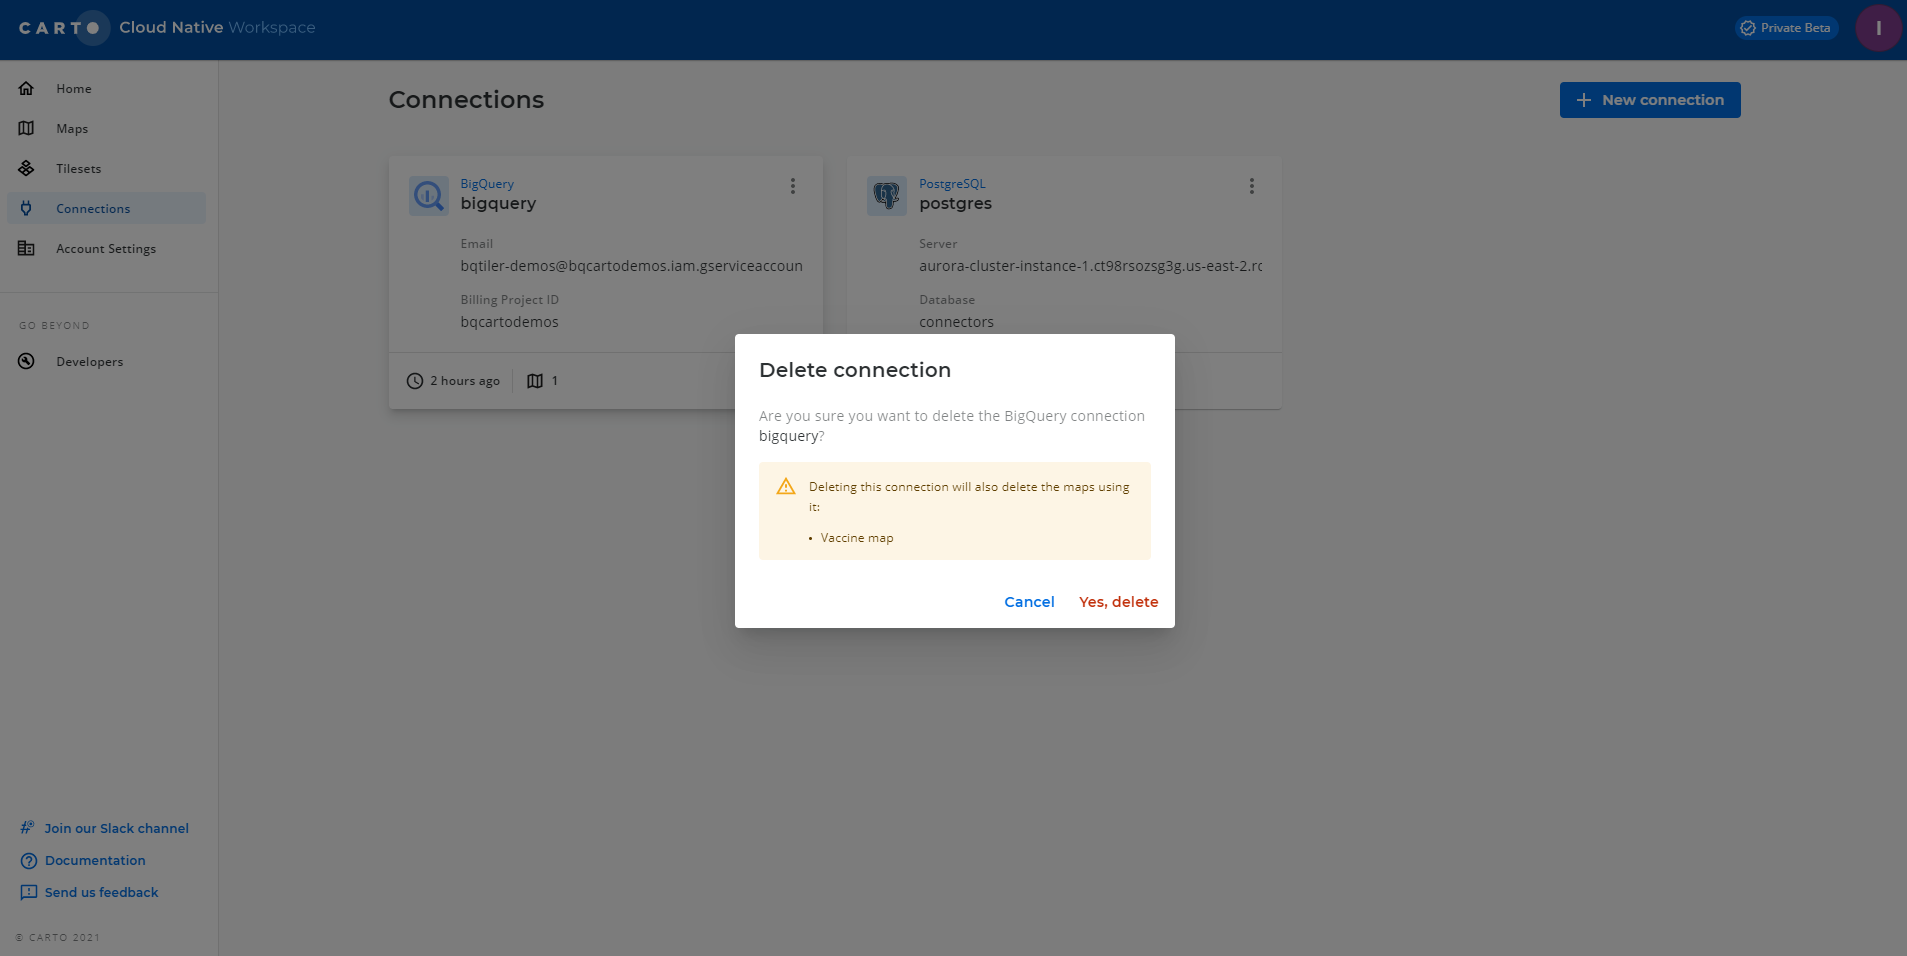 CARTO Cloud Native Workspace
Private Beta
I
Home
Maps
Tilesets
Connections
Account Settings
GO BEYOND
Developers
Join our Slack channel
Documentation
Send us feedback
© CARTO 2021
Connections
New connection
BigQuery
bigquery
Email
bqtiler-demos@bqcartodemos.iam.gserviceaccoun
Billing Project ID
bqcartodemos
2 hours ago
1
PostgreSQL
postgres
Server
aurora-cluster-instance-1.ct98rsozsg3g.us-east-2.rc
Database
connectors
Delete connection
Are you sure you want to delete the BigQuery connection
bigquery?
Deleting this connection will also delete the maps using
it:
• Vaccine map
Cancel
Yes, delete